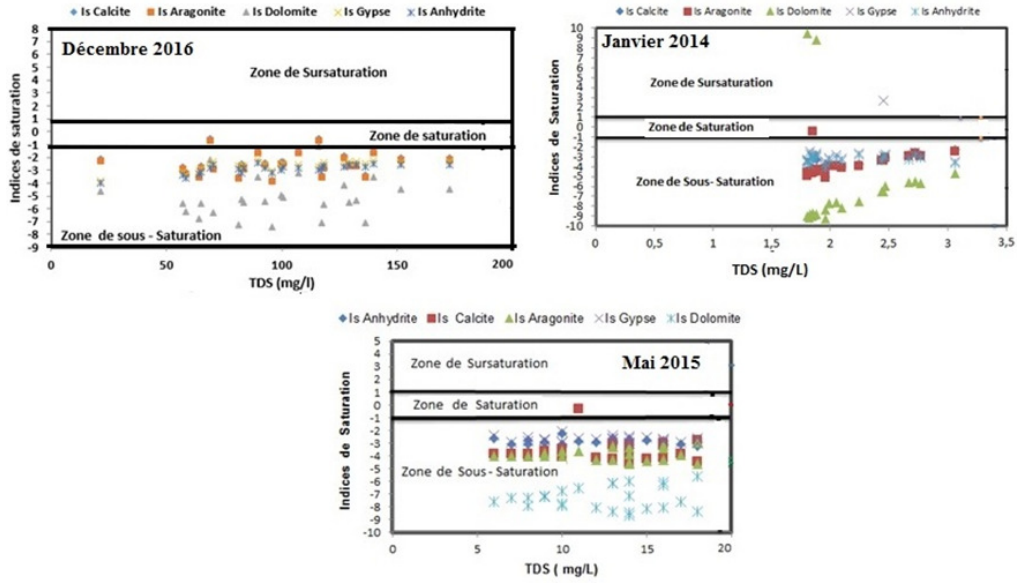 Is Calcite Is Aragonite Is Dolomite Is Gypse Is Anhydrite
Décembre 2016
Zone de Sursaturation
Zone de saturation
Zone de sous - Saturation
Indices de saturation
8
7
6
5
4
3
2
1
0
-1
-2
-3
-4
-5
-6
-7
-8
-9
0 50 100 150 200
TDS (mg/l)
Is Calcite Is Aragonite Is Dolomite Is Gypse Is Anhydrite
Janvier 2014
Zone de Sursaturation
Zone de Saturation
Zone de Sous- Saturation
Indices de Saturation
10
9
8
7
6
5
4
3
2
1
0
-1
-2
-3
-4
-5
-6
-7
-8
-9
-10
0 0,5 1 1,5 2 2,5 3 3,5
TDS (mg/L)
Is Anhydrite Is Calcite Is Aragonite Is Gypse Is Dolomite
Mai 2015
Zone de Sursaturation
Zone de Saturation
Zone de Sous - Saturation
Indices de Saturation
5
4
3
2
1
0
-1
-2
-3
-4
-5
-6
-7
-8
-9
-10
0 5 10 15 20
TDS ( mg/L)